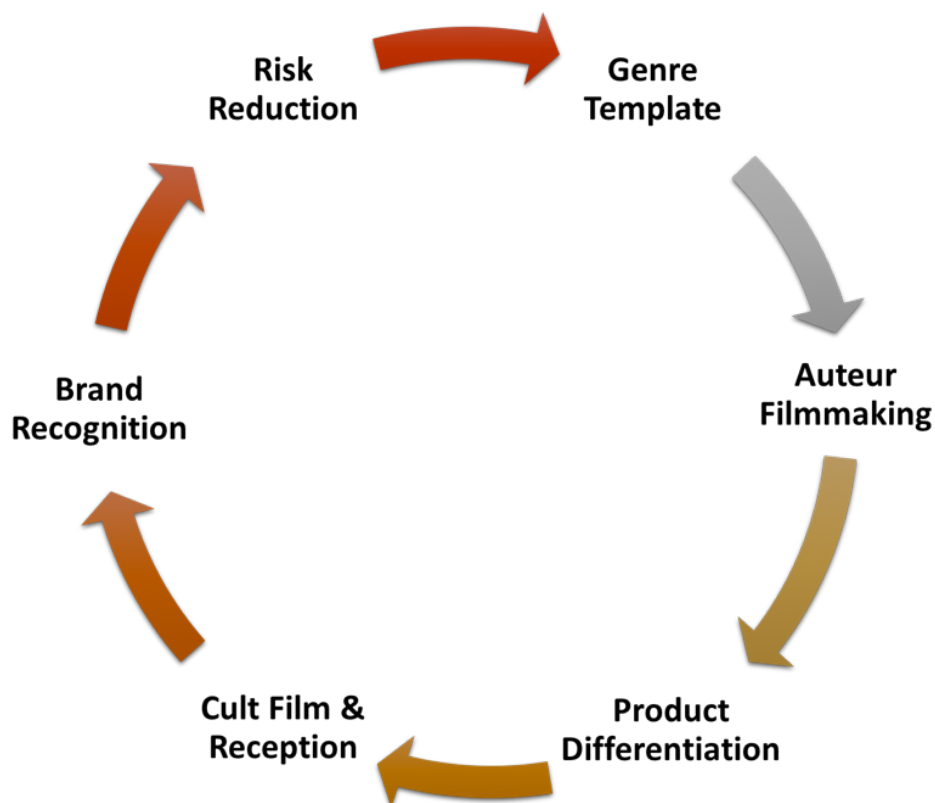 Risk
Reduction
Genre
Template
Auteur
Filmmaking
Product
Differentiation
Cult Film &
Reception
Brand
Recognition